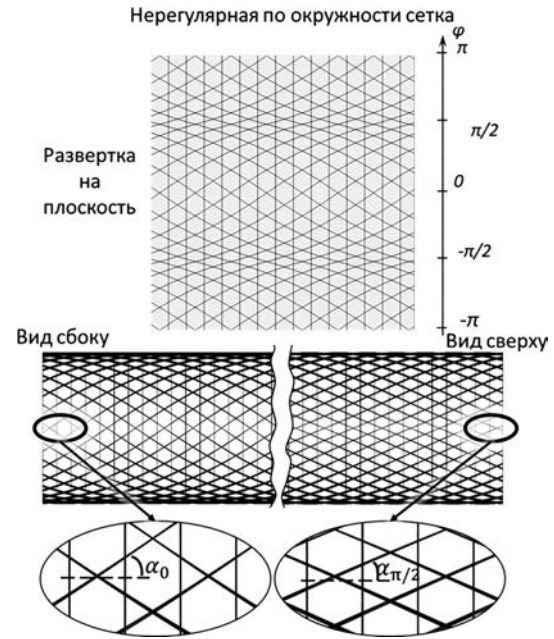 Нерегулярная по окружности сетка
φ
π
π/2
Развертка
на
плоскость
0
-π/2
-π
Вид сбоку
Вид сверху
α₀
απ/2